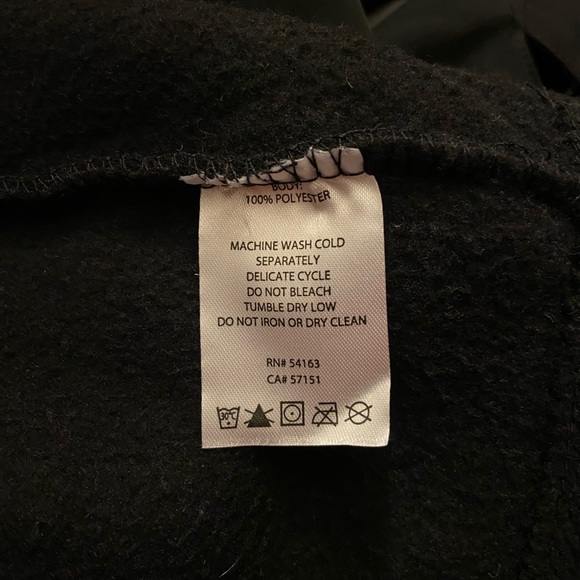 BODY:
100% POLYESTER
MACHINE WASH COLD
SEPARATELY
DELICATE CYCLE
DO NOT BLEACH
TUMBLE DRY LOW
DO NOT IRON OR DRY CLEAN
RN# 54163
CA# 57151
30°C